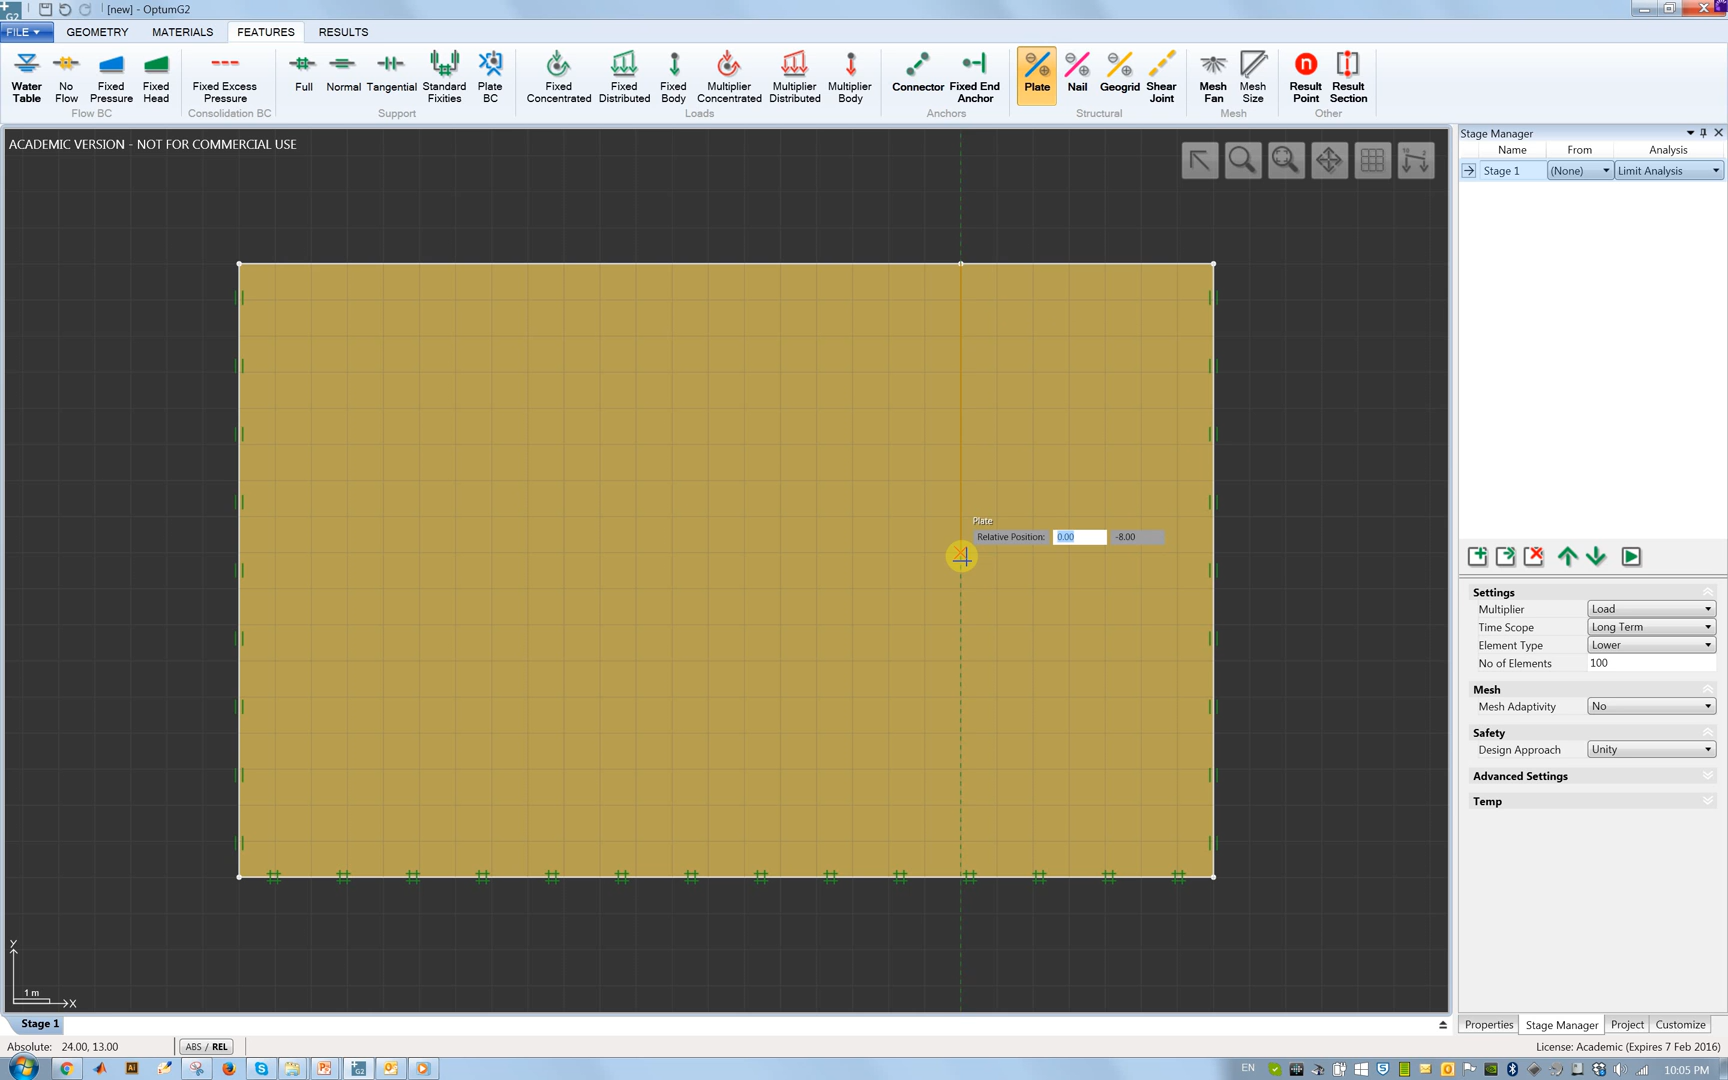 [new] - OptumG2
FILE GEOMETRY MATERIALS FEATURES RESULTS
Water Table No Flow Fixed Pressure Fixed Head Fixed Excess Pressure Full Normal Tangential Standard Fixities Plate BC Fixed Concentrated Fixed Distributed Fixed Body Multiplier Concentrated Multiplier Distributed Multiplier Body Connector Fixed End Anchor Plate Nail Geogrid Shear Joint Mesh Fan Mesh Size Result Point Result Section
Flow BC Consolidation BC Support Loads Anchors Structural Mesh Other
ACADEMIC VERSION - NOT FOR COMMERCIAL USE
Stage Manager
Name From Analysis
Stage 1 (None) Limit Analysis
Plate
Relative Position: 0.00 -8.00
Settings
Multiplier Load
Time Scope Long Term
Element Type Lower
No of Elements 100
Mesh
Mesh Adaptivity No
Safety
Design Approach Unity
Advanced Settings
Temp
Y
1 m
X
Stage 1
Properties Stage Manager Project Customize
Absolute: 24.00, 13.00 ABS / REL License: Academic (Expires 7 Feb 2016)
EN 10:05 PM